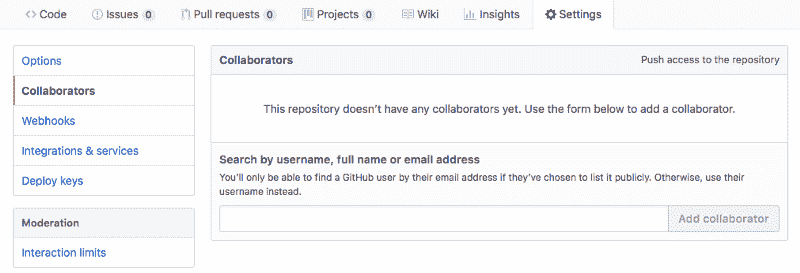 Code Issues 0 Pull requests 0 Projects 0 Wiki Insights Settings
Options
Collaborators
Webhooks
Integrations & services
Deploy keys
Moderation
Interaction limits
Collaborators Push access to the repository
This repository doesn't have any collaborators yet. Use the form below to add a collaborator.
Search by username, full name or email address
You'll only be able to find a GitHub user by their email address if they've chosen to list it publicly. Otherwise, use their
username instead.
Add collaborator